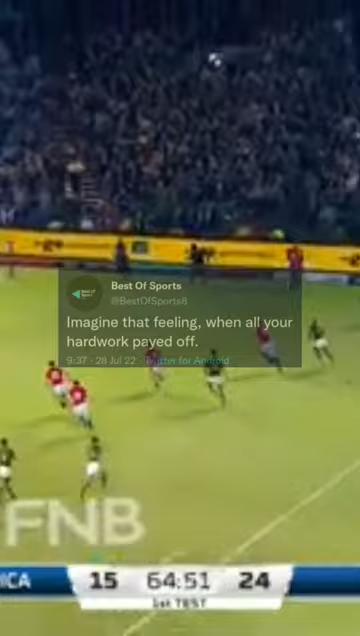 Best Of Sports
@BestOfSports8
Imagine that feeling, when all your
hardwork payed off.
9:37 · 28 Jul 22 · Twitter for Android
FNB
ICA 15 64:51 24
1st TEST